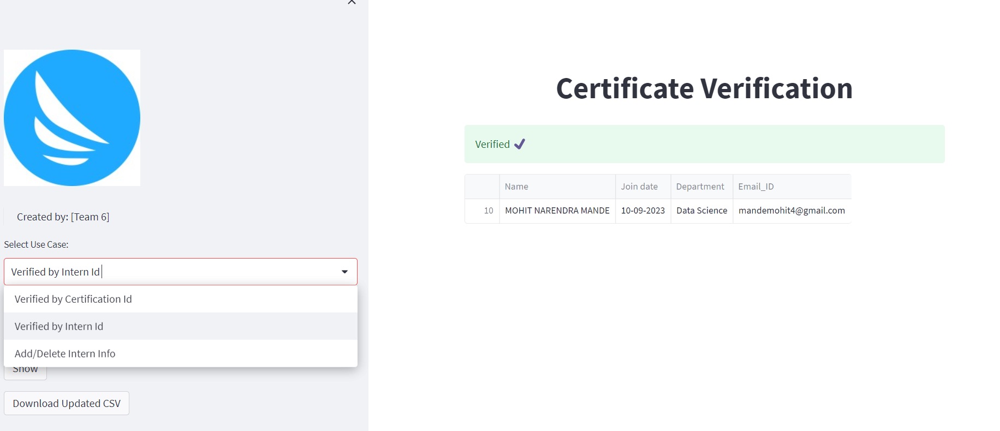 Created by: [Team 6]
Select Use Case:
Verified by Intern Id
Verified by Certification Id
Verified by Intern Id
Add/Delete Intern Info
Show
Download Updated CSV
Certificate Verification
Verified ✔
Name Join date Department Email_ID
10 MOHIT NARENDRA MANDE 10-09-2023 Data Science mandemohit4@gmail.com